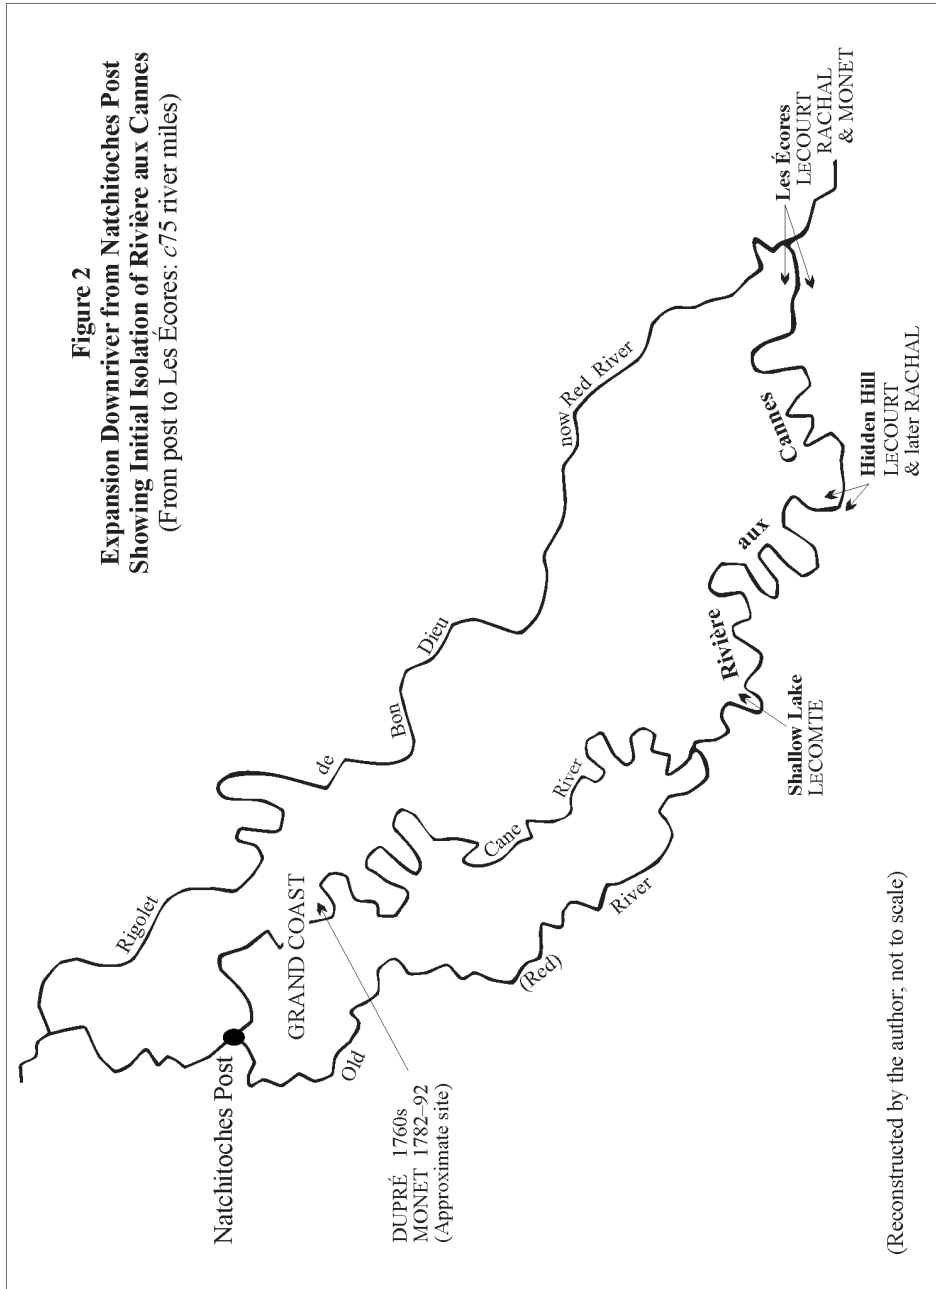 Figure 2
Expansion Downriver from Natchitoches Post
Showing Initial Isolation of Rivière aux Cannes
(From post to Les Écores: c75 river miles)
Natchitoches Post
GRAND COAST
DUPRÉ 1760s
MONET 1782–92
(Approximate site)
Rigolet de Bon Dieu
now Red River
Cane River
Old (Red) River
Rivière aux Cannes
Shallow Lake
LECOMTE
Hidden Hill
LECOURT
& later RACHAL
Les Écores
LECOURT
RACHAL
& MONET
(Reconstructed by the author; not to scale)